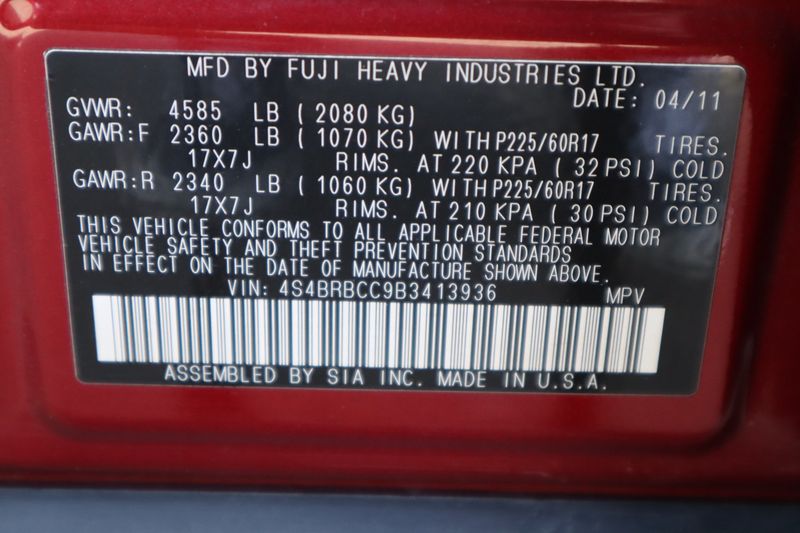 MFD BY FUJI HEAVY INDUSTRIES LTD.
DATE: 04/11
GVWR: 4585 LB ( 2080 KG)
GAWR:F 2360 LB ( 1070 KG) WITH P225/60R17 TIRES.
17X7J RIMS. AT 220 KPA ( 32 PSI) COLD
GAWR:R 2340 LB ( 1060 KG) WITH P225/60R17 TIRES.
17X7J RIMS. AT 210 KPA ( 30 PSI) COLD
THIS VEHICLE CONFORMS TO ALL APPLICABLE FEDERAL MOTOR
VEHICLE SAFETY AND THEFT PREVENTION STANDARDS
IN EFFECT ON THE DATE OF MANUFACTURE SHOWN ABOVE.
VIN: 4S4BRBCC9B3413936 MPV
ASSEMBLED BY SIA INC. MADE IN U.S.A.